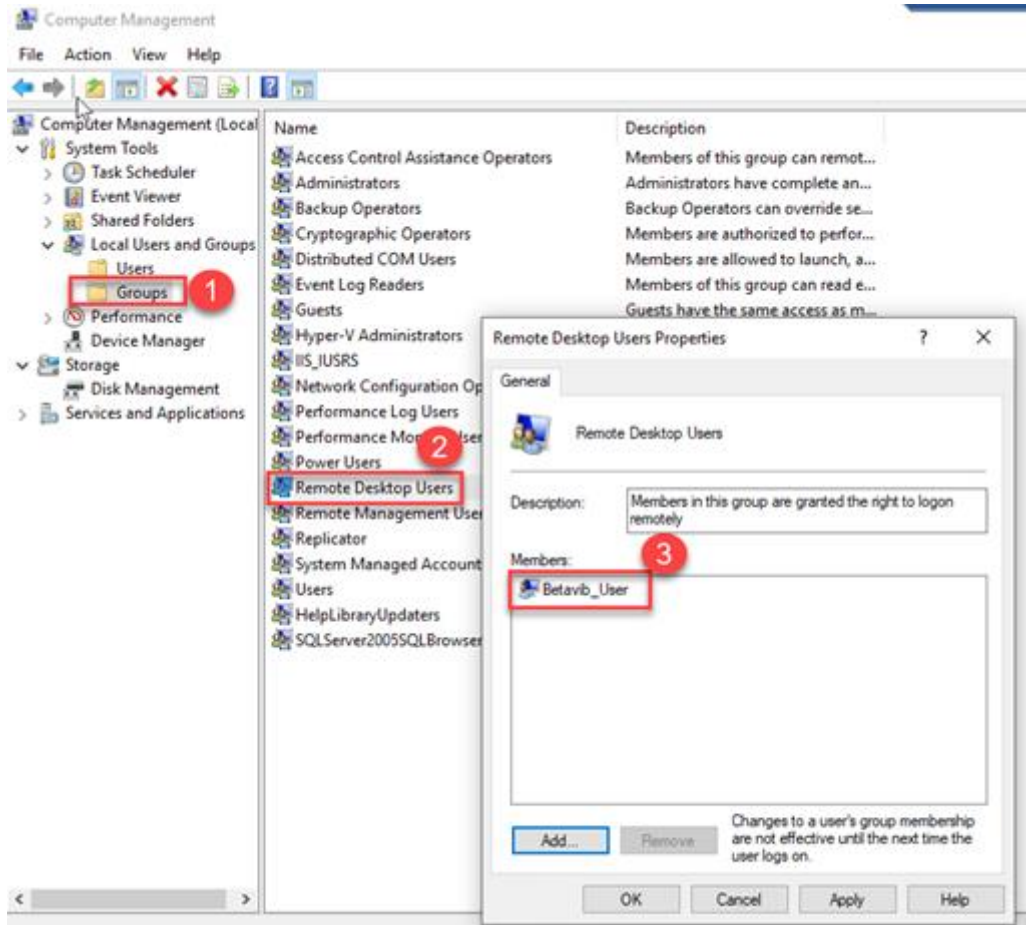 Computer Management
File Action View Help
Computer Management (Local
System Tools
Task Scheduler
Event Viewer
Shared Folders
Local Users and Groups
Users
Groups
1
Performance
Device Manager
Storage
Disk Management
Services and Applications
Name Description
Access Control Assistance Operators Members of this group can remot...
Administrators Administrators have complete an...
Backup Operators Backup Operators can override se...
Cryptographic Operators Members are authorized to perfor...
Distributed COM Users Members are allowed to launch, a...
Event Log Readers Members of this group can read e...
Guests Guests have the same access as m...
Hyper-V Administrators
IIS_IUSRS
Network Configuration Op
Performance Log Users
Performance Mo ser
2
Power Users
Remote Desktop Users
Remote Management User
Replicator
System Managed Account
Users
HelpLibraryUpdaters
SQLServer2005SQLBrowser
Remote Desktop Users Properties ? ×
General
Remote Desktop Users
Description: Members in this group are granted the right to logon
remotely
Members:
3
Betavib_User
Add... Remove
Changes to a user's group membership
are not effective until the next time the
user logs on.
OK Cancel Apply Help